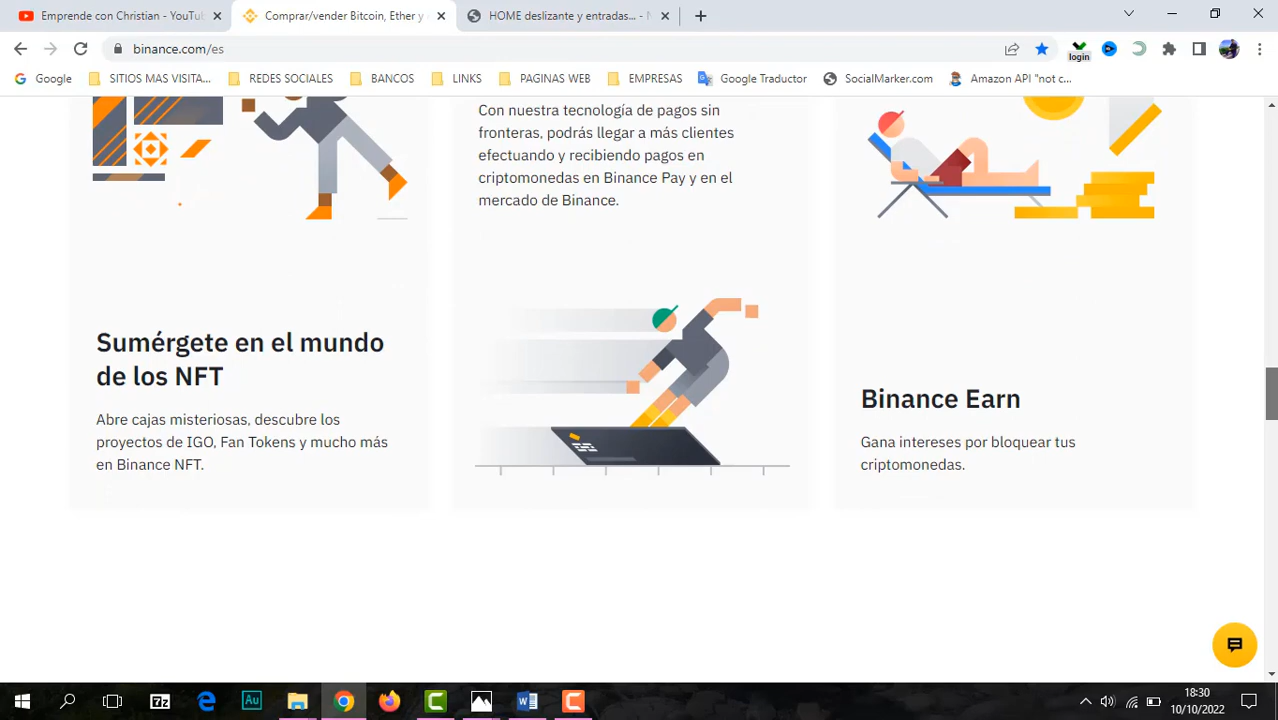 Emprende con Christian - YouTub
Comprar/vender Bitcoin, Ether y
HOME deslizante y entradas... - M
binance.com/es
login
Google
SITIOS MAS VISITA...
REDES SOCIALES
BANCOS
LINKS
PAGINAS WEB
EMPRESAS
Google Traductor
SocialMarker.com
Amazon API "not c...
Con nuestra tecnología de pagos sin
fronteras, podrás llegar a más clientes
efectuando y recibiendo pagos en
criptomonedas en Binance Pay y en el
mercado de Binance.
Sumérgete en el mundo
de los NFT
Abre cajas misteriosas, descubre los
proyectos de IGO, Fan Tokens y mucho más
en Binance NFT.
Binance Earn
Gana intereses por bloquear tus
criptomonedas.
7z
Au
18:30
10/10/2022